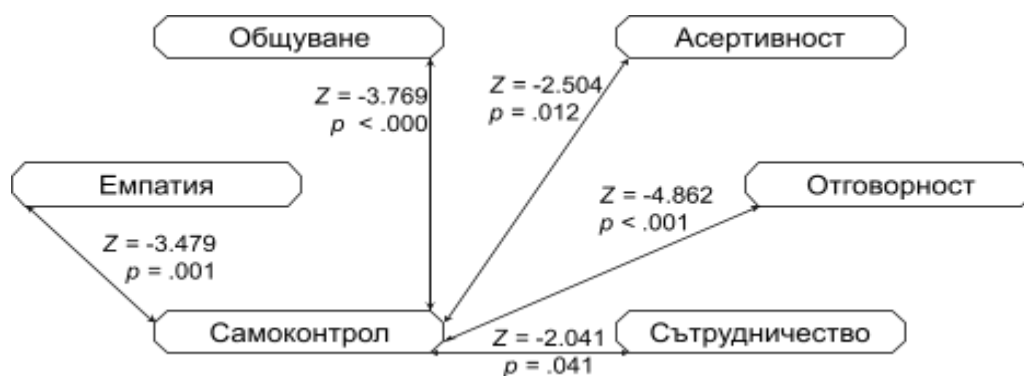 Общуване
Асертивност
Z = -3.769
p < .000
Z = -2.504
p = .012
Емпатия
Отговорност
Z = -4.862
p < .001
Z = -3.479
p = .001
Самоконтрол
Z = -2.041
p = .041
Сътрудничество